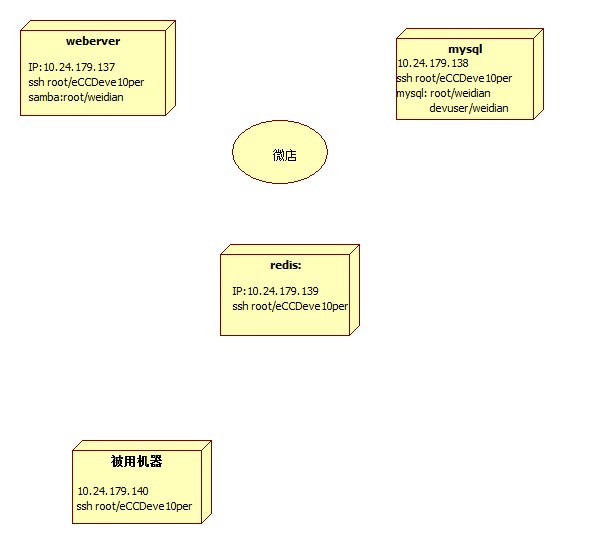 weberver
IP:10.24.179.137
ssh root/eCCDeve10per
samba:root/weidian
mysql
10.24.179.138
ssh root/eCCDeve10per
mysql: root/weidian
devuser/weidian
微店
redis:
IP:10.24.179.139
ssh root/eCCDeve10per
被用机器
10.24.179.140
ssh root/eCCDeve10per